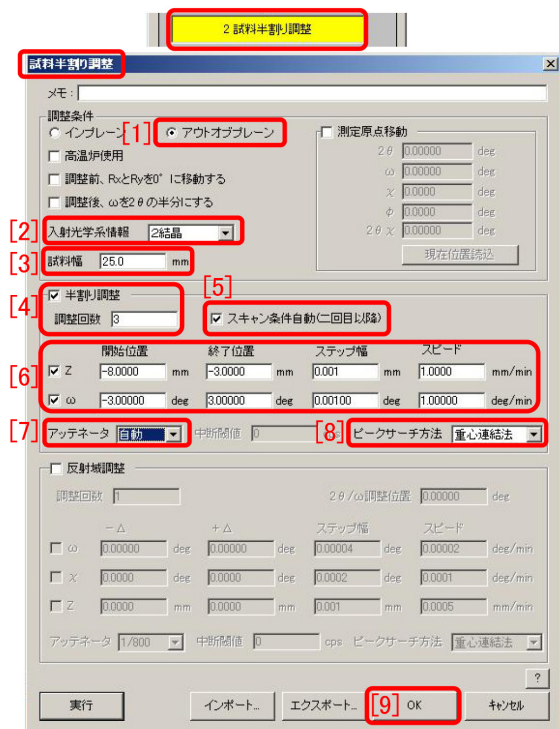 2 試料半割り調整
試料半割り調整
メモ：
調整条件
インプレーン [1] アウトオブプレーン
高温炉使用
調整前、RxとRyを0°に移動する
調整後、ωを2θの半分にする
[2] 入射光学系情報 2結晶
[3] 試料幅 25.0 mm
測定原点移動
2θ 0.00000 deg
ω 0.00000 deg
χ 0.0000 deg
φ 0.0000 deg
2θχ 0.00000 deg
現在位置読込
[4] 半割り調整 [5]
調整回数 3 スキャン条件自動(二回目以降)
開始位置 終了位置 ステップ幅 スピード
[6] Z -8.0000 mm -3.0000 mm 0.001 mm 1.0000 mm/min
ω -3.00000 deg 3.00000 deg 0.00100 deg 1.00000 deg/min
[7] アッテネータ 自動 中断閾値 0 cps [8] ピークサーチ方法 重心連結法
反射域調整
調整回数 1 2θ/ω調整位置 0.00000 deg
－Δ ＋Δ ステップ幅 スピード
ω 0.00000 deg 0.00000 deg 0.00004 deg 0.00002 deg/min
χ 0.0000 deg 0.0000 deg 0.0002 deg 0.0001 deg/min
Z 0.0000 mm 0.0000 mm 0.001 mm 0.0005 mm/min
アッテネータ 1/800 中断閾値 0 cps ピークサーチ方法 重心連結法
?
実行 インポート... エクスポート... [9] OK キャンセル